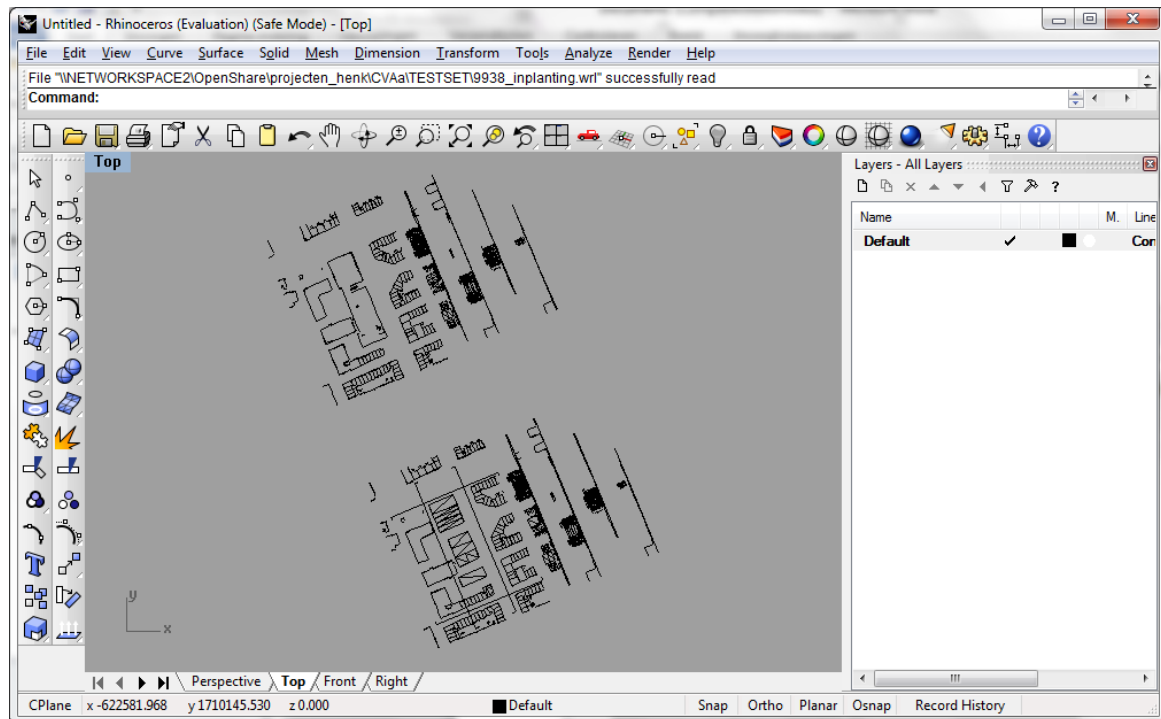 Untitled - Rhinoceros (Evaluation) (Safe Mode) - [Top]
File Edit View Curve Surface Solid Mesh Dimension Transform Tools Analyze Render Help
File "\\NETWORKSPACE2\OpenShare\projecten_henk\CVAa\TESTSET\9938_inplanting.wrl" successfully read
Command:
Top
Layers - All Layers
Name M. Line
Default Con
y
x
Perspective Top Front Right
CPlane x -622581.968 y 1710145.530 z 0.000 Default Snap Ortho Planar Osnap Record History